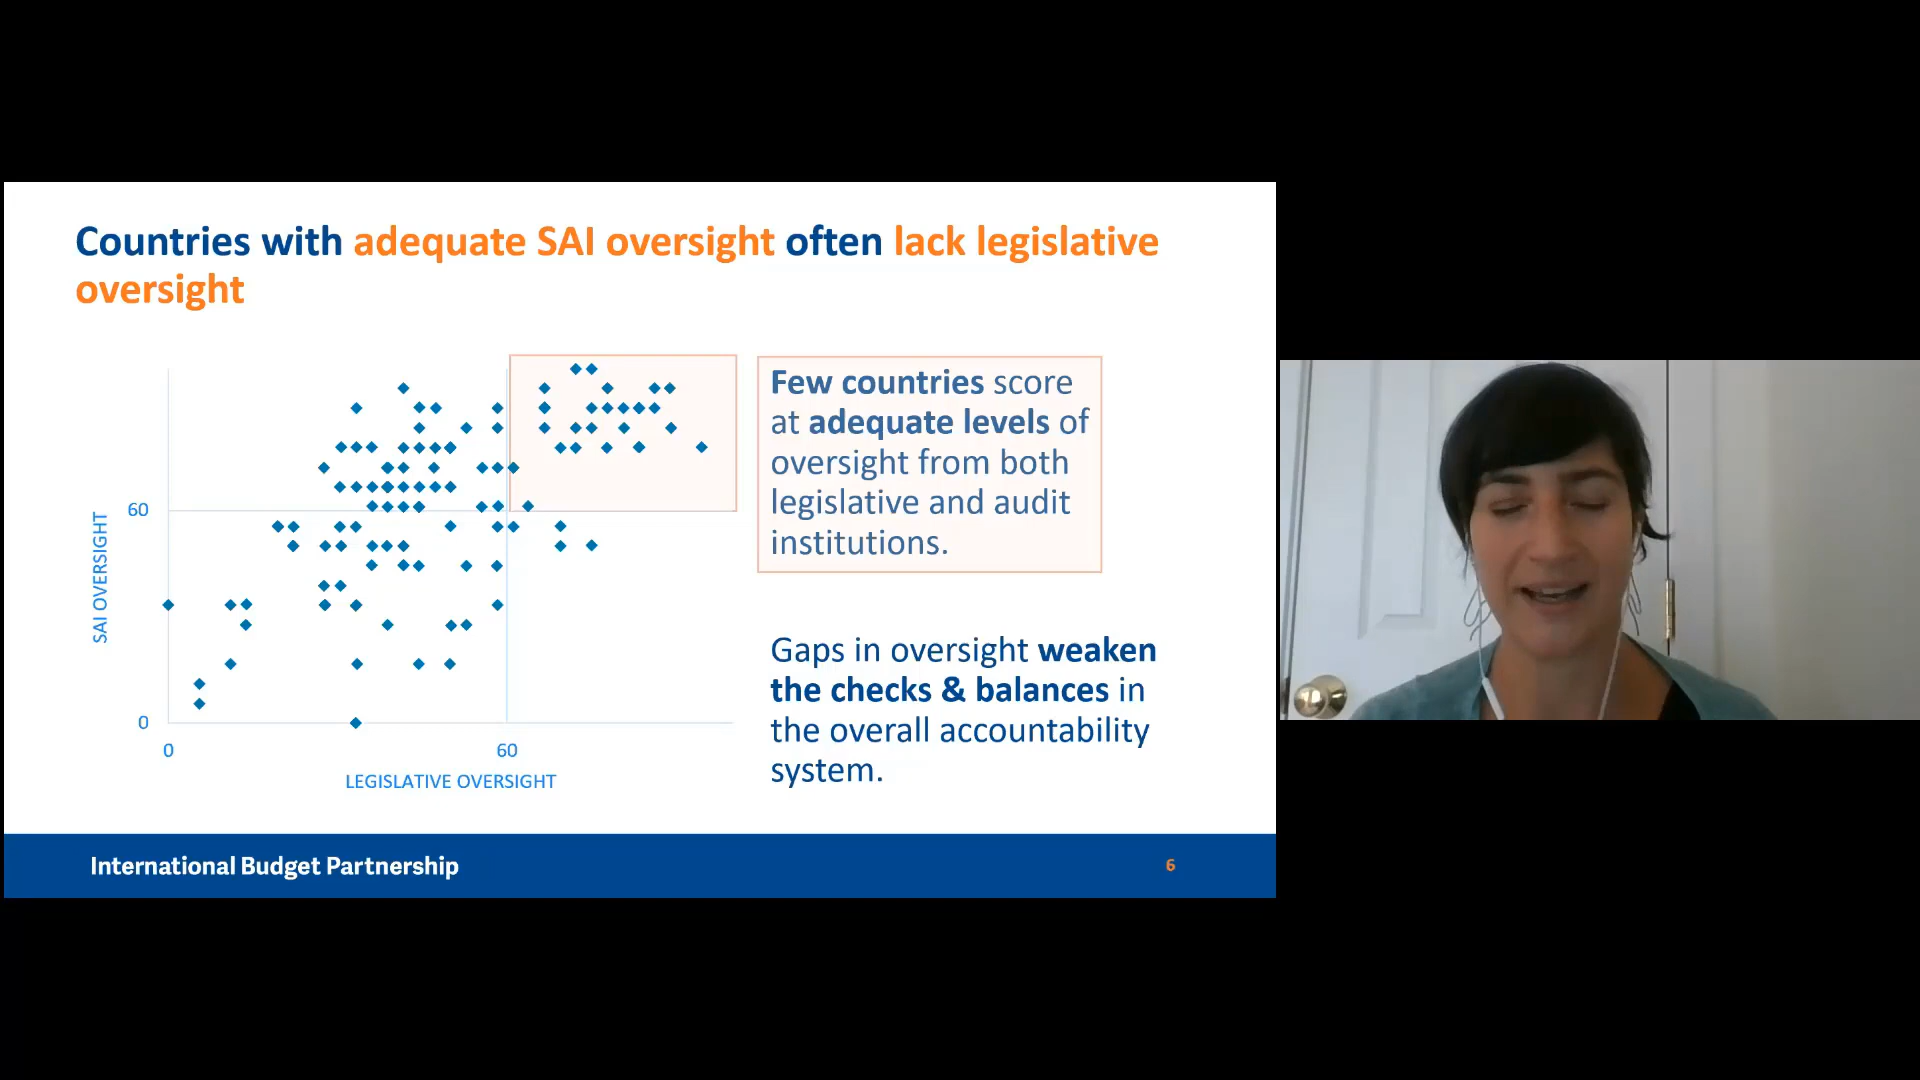 Countries with adequate SAI oversight often lack legislative
oversight
Few countries score
at adequate levels of
oversight from both
legislative and audit
institutions.
Gaps in oversight weaken
the checks & balances in
the overall accountability
system.
SAI OVERSIGHT
60
0
0
60
LEGISLATIVE OVERSIGHT
International Budget Partnership
6